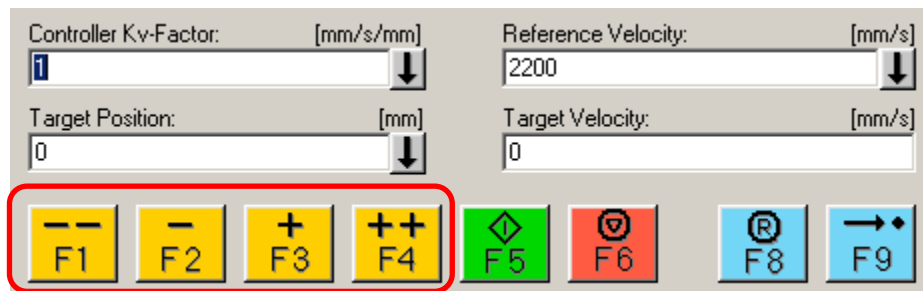 Controller Kv-Factor: [mm/s/mm] Reference Velocity: [mm/s]
1 2200
Target Position: [mm] Target Velocity: [mm/s]
0 0
-- - + ++ R
F1 F2 F3 F4 F5 F6 F8 F9